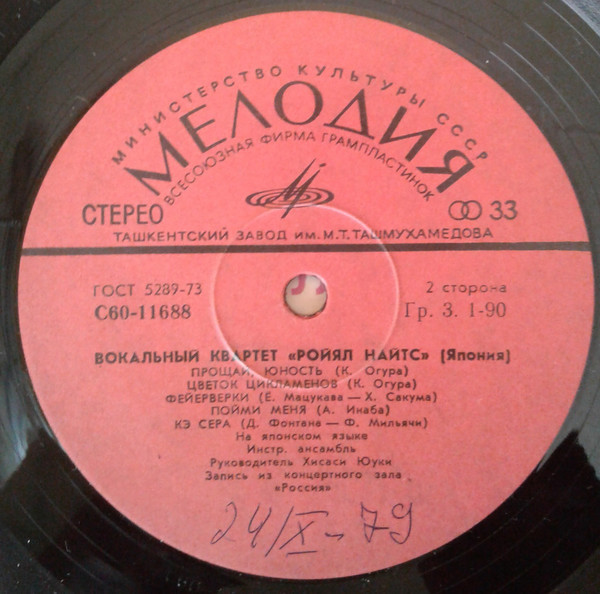 МИНИСТЕРСТВО КУЛЬТУРЫ СССР
МЕЛОДИЯ
ВСЕСОЮЗНАЯ ФИРМА ГРАМПЛАСТИНОК
СТЕРЕО
33
ТАШКЕНТСКИЙ ЗАВОД ИМ. М.Т. ТАШМУХАМЕДОВА
ГОСТ 5289-73
2 сторона
С60-11688
Гр. 3. 1-90
ВОКАЛЬНЫЙ КВАРТЕТ «РОЙЯЛ НАЙТС» (Япония)
ПРОЩАЙ, ЮНОСТЬ (К. Огура)
ЦВЕТОК ЦИКЛАМЕНОВ (К. Огура)
ФЕЙЕРВЕРКИ (Е. Мацукава — Х. Сакума)
ПОЙМИ МЕНЯ (А. Инаба)
КЭ СЕРА (Д. Фонтана — Ф. Мильячи)
На японском языке
Инстр. ансамбль
Руководитель Хисаси Юуки
Запись из концертного зала
«Россия»
24/X-79